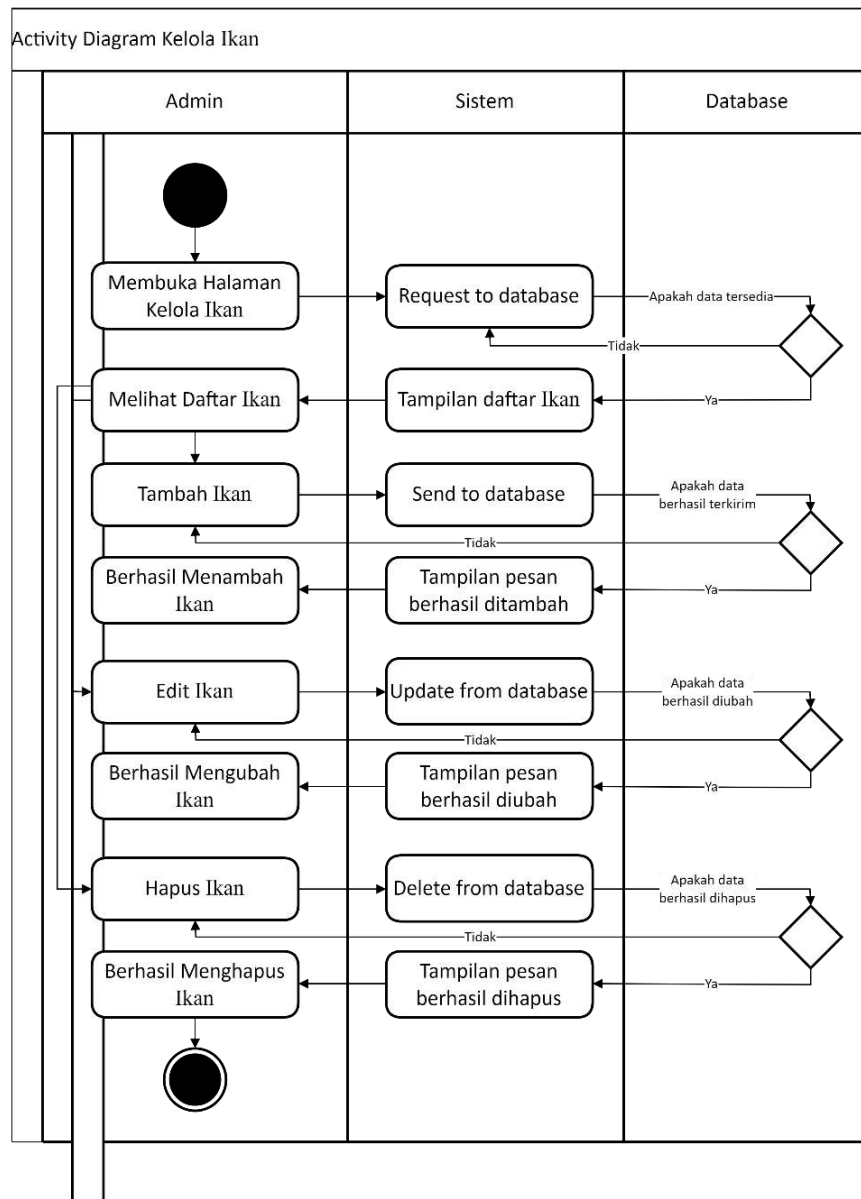 Activity Diagram Kelola Ikan
Admin
Sistem
Database
Membuka Halaman
Kelola Ikan
Request to database
Apakah data tersedia
Tidak
Melihat Daftar Ikan
Tampilan daftar Ikan
Ya
Tambah Ikan
Send to database
Apakah data
berhasil terkirim
Tidak
Berhasil Menambah
Ikan
Tampilan pesan
berhasil ditambah
Ya
Edit Ikan
Update from database
Apakah data
berhasil diubah
Tidak
Berhasil Mengubah
Ikan
Tampilan pesan
berhasil diubah
Ya
Hapus Ikan
Delete from database
Apakah data
berhasil dihapus
Tidak
Berhasil Menghapus
Ikan
Tampilan pesan
berhasil dihapus
Ya